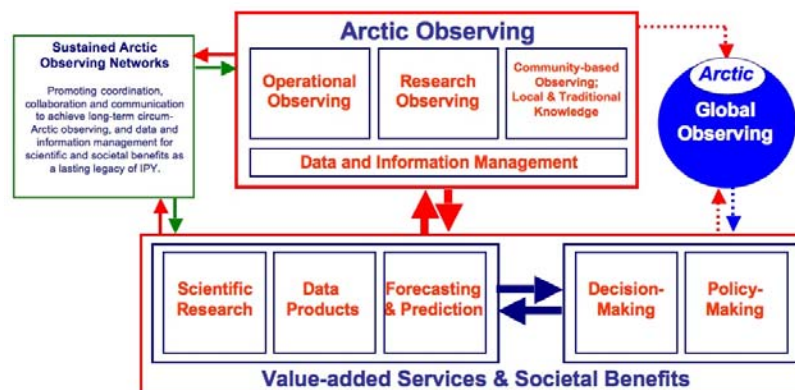 Sustained Arctic
Observing Networks
Promoting coordination,
collaboration and communication
to achieve long-term circum-
Arctic observing, and data and
information management for
scientific and societal benefits as
a lasting legacy of IPY.
Arctic Observing
Operational
Observing
Research
Observing
Community-based
Observing;
Local & Traditional
Knowledge
Data and Information Management
Arctic
Global
Observing
Scientific
Research
Data
Products
Forecasting
& Prediction
Decision-
Making
Policy-
Making
Value-added Services & Societal Benefits